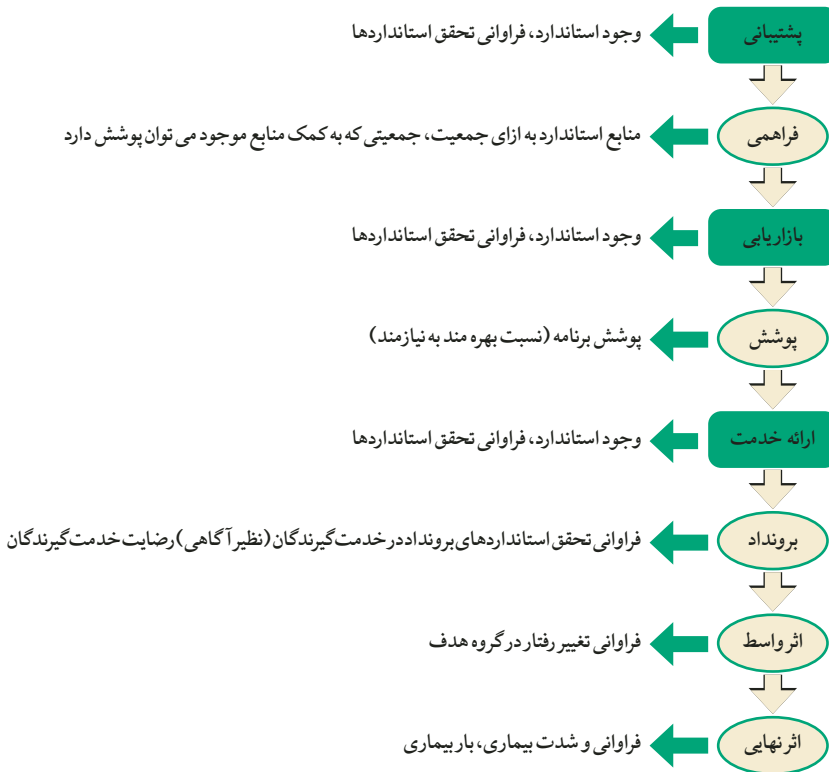 پشتیبانی
وجود استاندارد، فراوانی تحقق استانداردها
فراهمی
منابع استاندارد به ازای جمعیت، جمعیتی که به کمک منابع موجود می توان پوشش دارد
بازاریابی
وجود استاندارد، فراوانی تحقق استانداردها
پوشش
پوشش برنامه (نسبت بهره مند به نیازمند)
ارائه خدمت
وجود استاندارد، فراوانی تحقق استانداردها
برونداد
فراوانی تحقق استانداردهای برونداد در خدمت‌گیرندگان (نظیر آگاهی) رضایت خدمت‌گیرندگان
اثر واسط
فراوانی تغییر رفتار در گروه هدف
اثر نهایی
فراوانی و شدت بیماری، بار بیماری